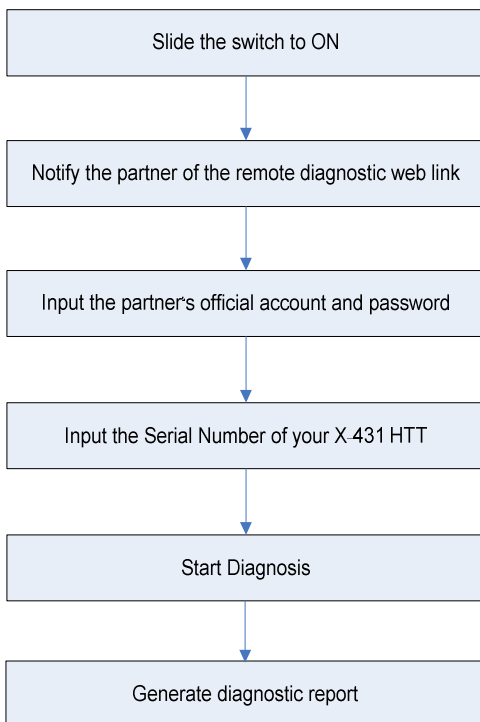 Slide the switch to ON
Notify the partner of the remote diagnostic web link
Input the partner's official account and password
Input the Serial Number of your X-431 HTT
Start Diagnosis
Generate diagnostic report